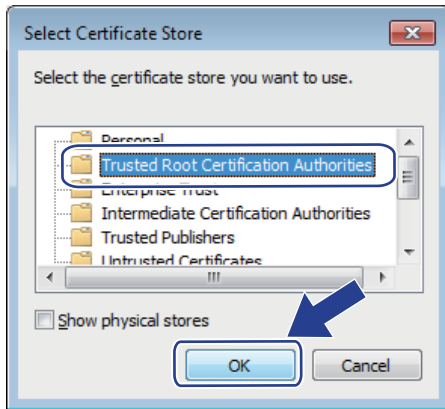 Select Certificate Store
Select the certificate store you want to use.
Personal
Trusted Root Certification Authorities
Enterprise Trust
Intermediate Certification Authorities
Trusted Publishers
Untrusted Certificates
Show physical stores
OK
Cancel